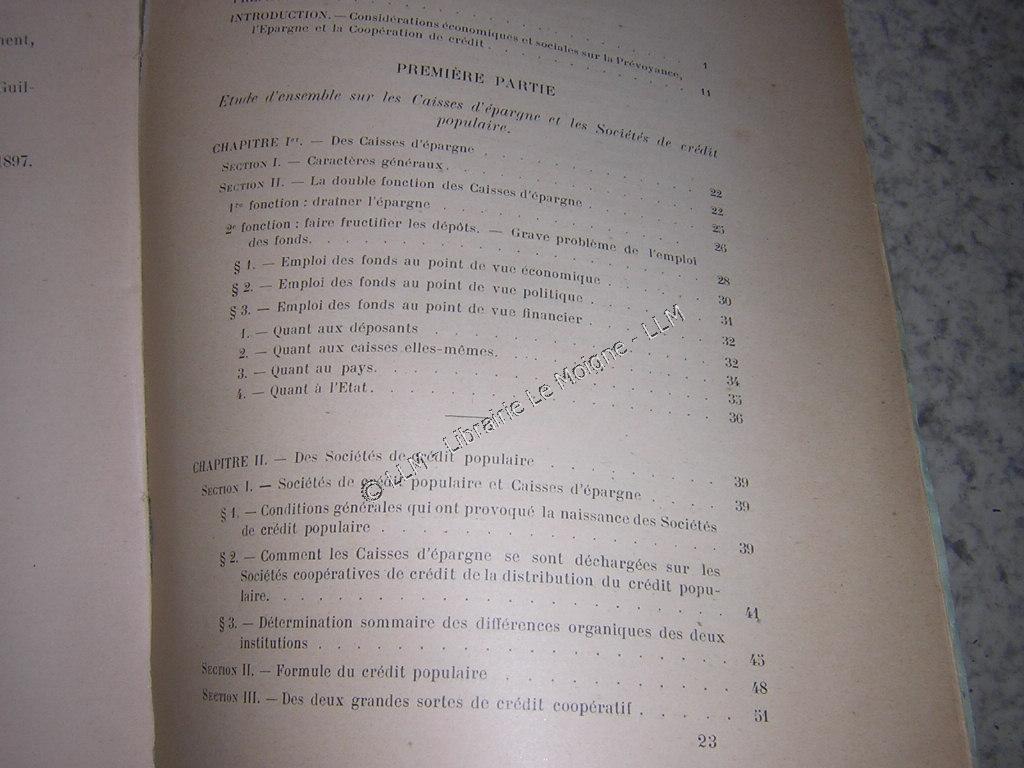 ment,
Guil-
1897.
1
INTRODUCTION. — Considérations économiques et sociales sur la Prévoyance,
l'Epargne et la Coopération de crédit . . . . . . . . . 11
PREMIÈRE PARTIE
Etude d'ensemble sur les Caisses d'épargne et les Sociétés de crédit
populaire.
CHAPITRE Ier. — Des Caisses d'épargne . . . . . . . . . 22
SECTION I. — Caractères généraux . . . . . . . . . 22
SECTION II. — La double fonction des Caisses d'épargne . . . . . . 25
1re fonction : drainer l'épargne . . . . . . . . . 26
2e fonction : faire fructifier les dépôts. — Grave problème de l'emploi
des fonds. . . . . . . . . . 28
§ 1. — Emploi des fonds au point de vue économique . . . . . 30
§ 2. — Emploi des fonds au point de vue politique . . . . . 31
§ 3. — Emploi des fonds au point de vue financier . . . . . 32
1. — Quant aux déposants . . . . . . . . . 32
2. — Quant aux caisses elles-mêmes. . . . . . . . 34
3. — Quant au pays. . . . . . . . . . 35
4. — Quant à l'Etat . . . . . . . . . . 36
CHAPITRE II. — Des Sociétés de crédit populaire . . . . . . . 39
SECTION I. — Sociétés de crédit populaire et Caisses d'épargne . . . 39
§ 1. — Conditions générales qui ont provoqué la naissance des Sociétés
de crédit populaire . . . . . . . . . . 39
§ 2. — Comment les Caisses d'épargne se sont déchargées sur les
Sociétés coopératives de crédit de la distribution du crédit popu-
laire. . . . . . . . . . . 41
§ 3. — Détermination sommaire des différences organiques des deux
institutions . . . . . . . . . . 45
SECTION II. — Formule du crédit populaire . . . . . . . . 48
SECTION III. — Des deux grandes sortes de crédit coopératif . . . . 51
23
© LLM - Librairie Le Moigne - LLM